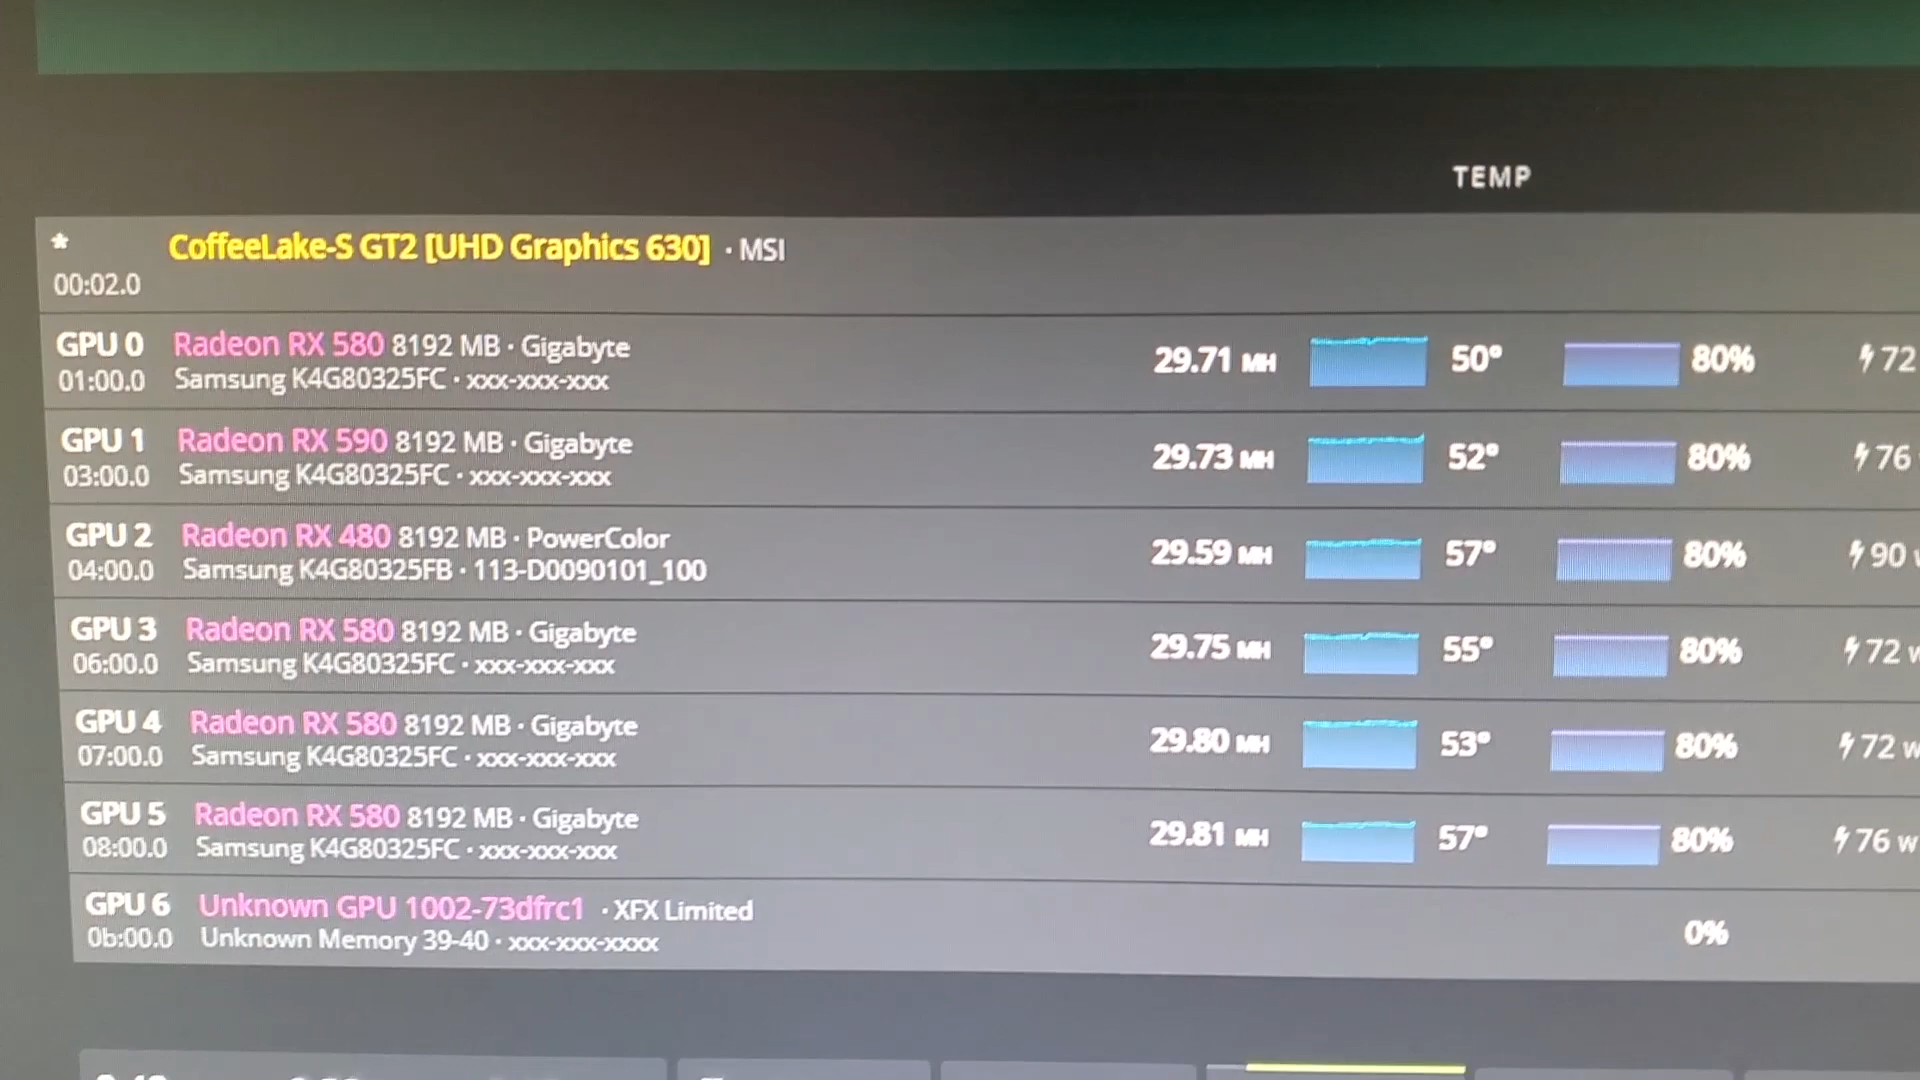 TEMP
* CoffeeLake-S GT2 [UHD Graphics 630] · MSI
00:02.0
GPU 0 Radeon RX 580 8192 MB · Gigabyte 29.71 MH 50° 80% 72
01:00.0 Samsung K4G80325FC · xxx-xxx-xxx
GPU 1 Radeon RX 590 8192 MB · Gigabyte 29.73 MH 52° 80% 76
03:00.0 Samsung K4G80325FC · xxx-xxx-xxx
GPU 2 Radeon RX 480 8192 MB · PowerColor 29.59 MH 57° 80% 90
04:00.0 Samsung K4G80325FB · 113-D0090101_100
GPU 3 Radeon RX 580 8192 MB · Gigabyte 29.75 MH 55° 80% 72 w
06:00.0 Samsung K4G80325FC · xxx-xxx-xxx
GPU 4 Radeon RX 580 8192 MB · Gigabyte 29.80 MH 53° 80% 72 w
07:00.0 Samsung K4G80325FC · xxx-xxx-xxx
GPU 5 Radeon RX 580 8192 MB · Gigabyte 29.81 MH 57° 80% 76 w
08:00.0 Samsung K4G80325FC · xxx-xxx-xxx
GPU 6 Unknown GPU 1002-73dfrc1 · XFX Limited 0%
0b:00.0 Unknown Memory 39-40 · xxx-xxx-xxxx